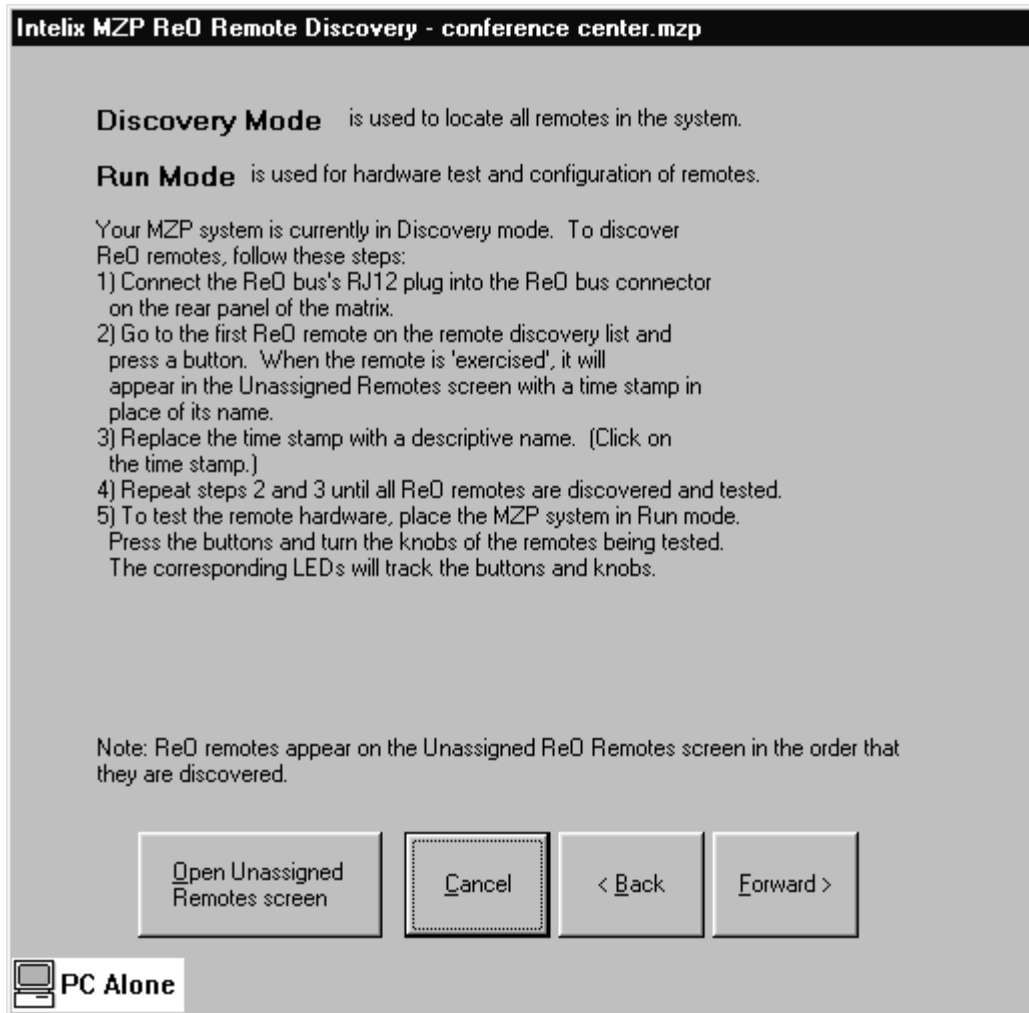 Intelix MZP ReO Remote Discovery - conference center.mzp
Discovery Mode is used to locate all remotes in the system.
Run Mode is used for hardware test and configuration of remotes.
Your MZP system is currently in Discovery mode. To discover
ReO remotes, follow these steps:
1) Connect the ReO bus's RJ12 plug into the ReO bus connector
on the rear panel of the matrix.
2) Go to the first ReO remote on the remote discovery list and
press a button. When the remote is 'exercised', it will
appear in the Unassigned Remotes screen with a time stamp in
place of its name.
3) Replace the time stamp with a descriptive name. (Click on
the time stamp.)
4) Repeat steps 2 and 3 until all ReO remotes are discovered and tested.
5) To test the remote hardware, place the MZP system in Run mode.
Press the buttons and turn the knobs of the remotes being tested.
The corresponding LEDs will track the buttons and knobs.
Note: ReO remotes appear on the Unassigned ReO Remotes screen in the order that
they are discovered.
Open Unassigned
Remotes screen
Cancel
< Back
Forward >
PC Alone